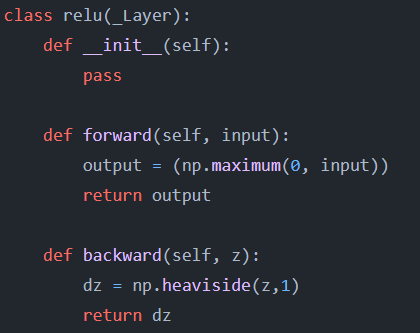 class relu(_Layer):
    def __init__(self):
        pass

    def forward(self, input):
        output = (np.maximum(0, input))
        return output

    def backward(self, z):
        dz = np.heaviside(z,1)
        return dz